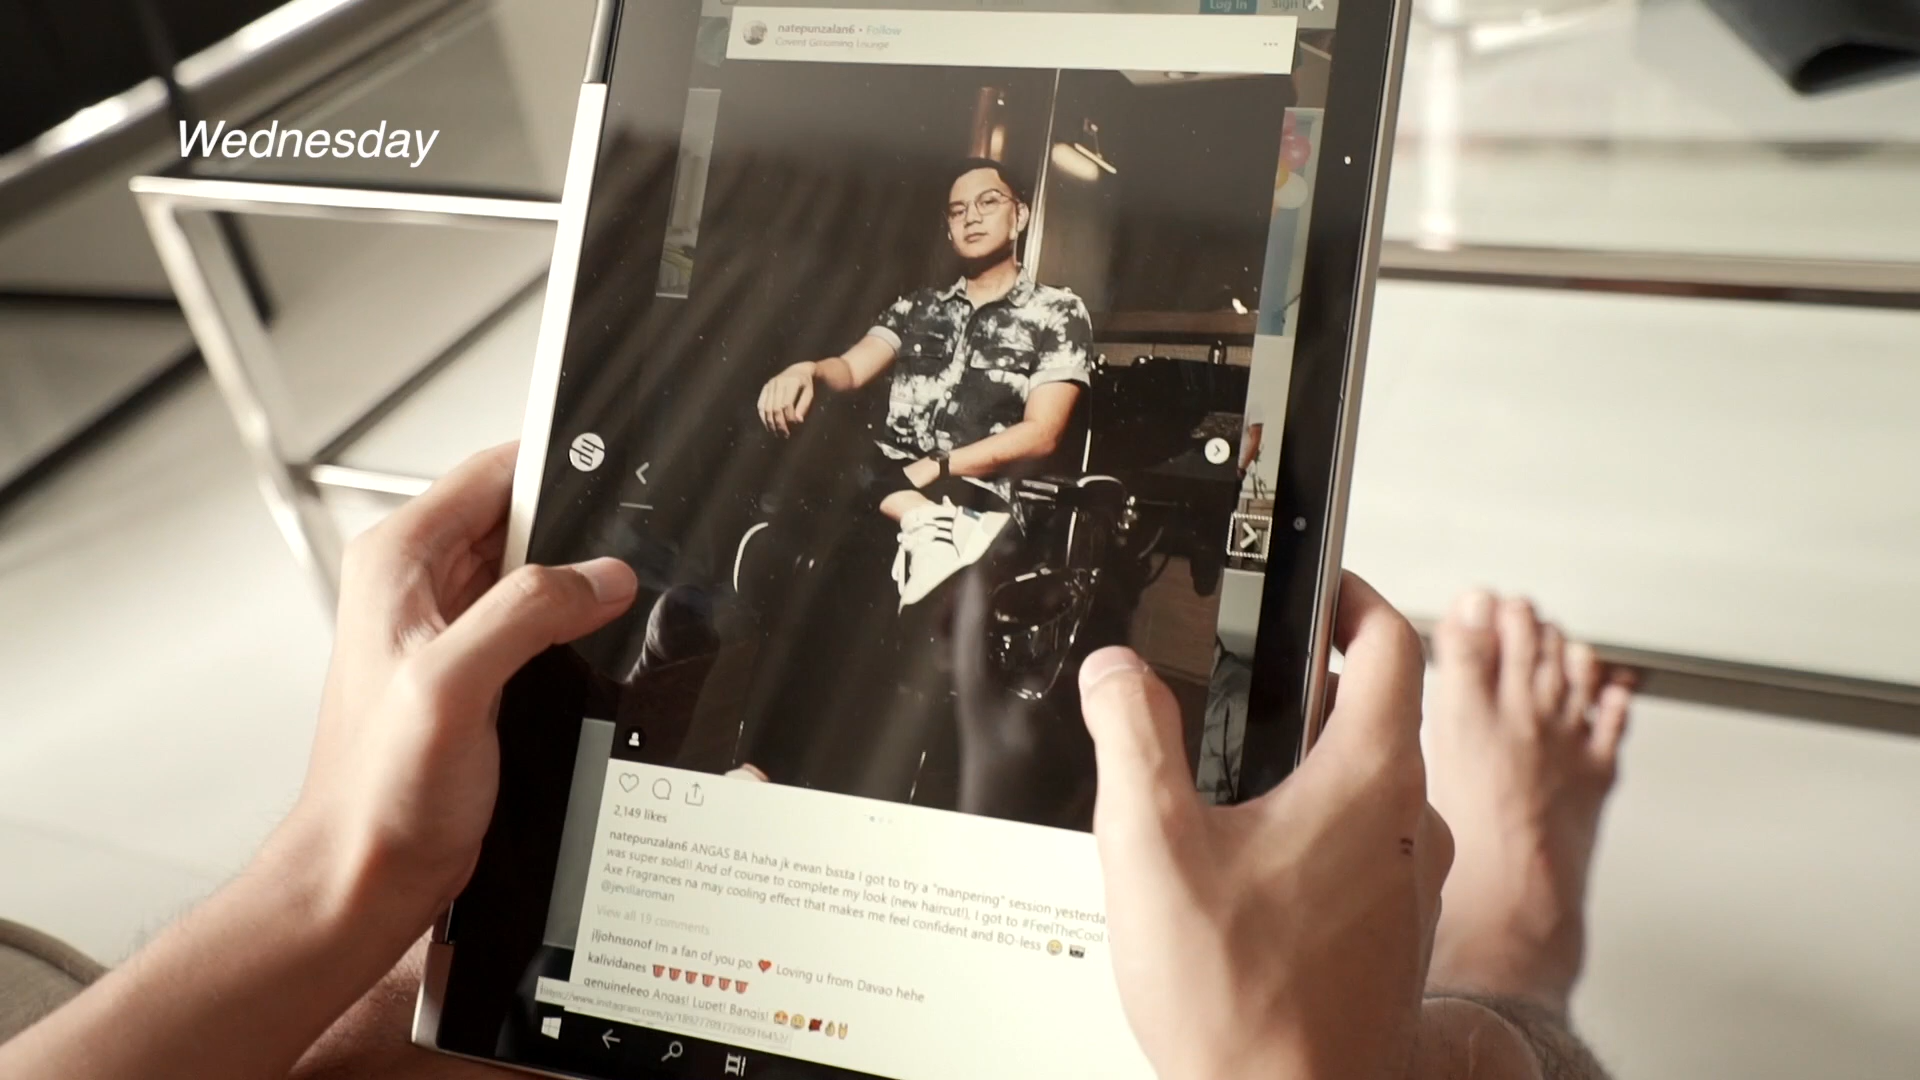 Log In Sign
natepunzalan6 • Follow
Covent Grooming Lounge
Wednesday
hp
2,149 likes
natepunzalan6 ANGAS BA haha jk ewan basta I got to try a "manpering" session yesterda
was super solid!! And of course to complete my look (new haircut!), I got to #FeelTheCool
Axe Fragrances na may cooling effect that makes me feel confident and BO-less
@jevillaroman
View all 19 comments
jljohnsonof Im a fan of you po ❤️ Loving u from Davao hehe
kalividanes
genuineleeo Angas! Lupet! Bangis!